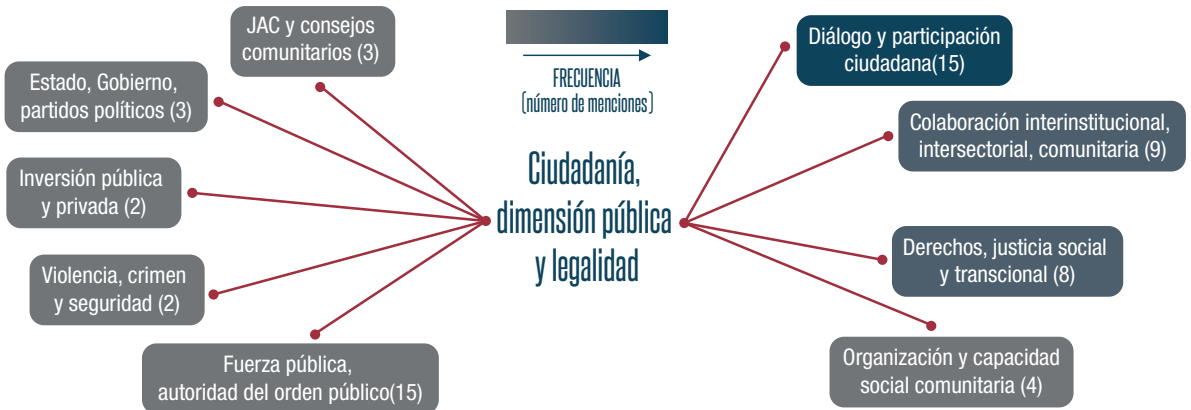 JAC y consejos
comunitarios (3)
Estado, Gobierno,
partidos políticos (3)
Inversión pública
y privada (2)
Violencia, crimen
y seguridad (2)
Fuerza pública,
autoridad del orden público(15)
FRECUENCIA
(número de menciones)
Ciudadanía,
dimensión pública
y legalidad
Diálogo y participación
ciudadana(15)
Colaboración interinstitucional,
intersectorial, comunitaria (9)
Derechos, justicia social
y transcional (8)
Organización y capacidad
social comunitaria (4)